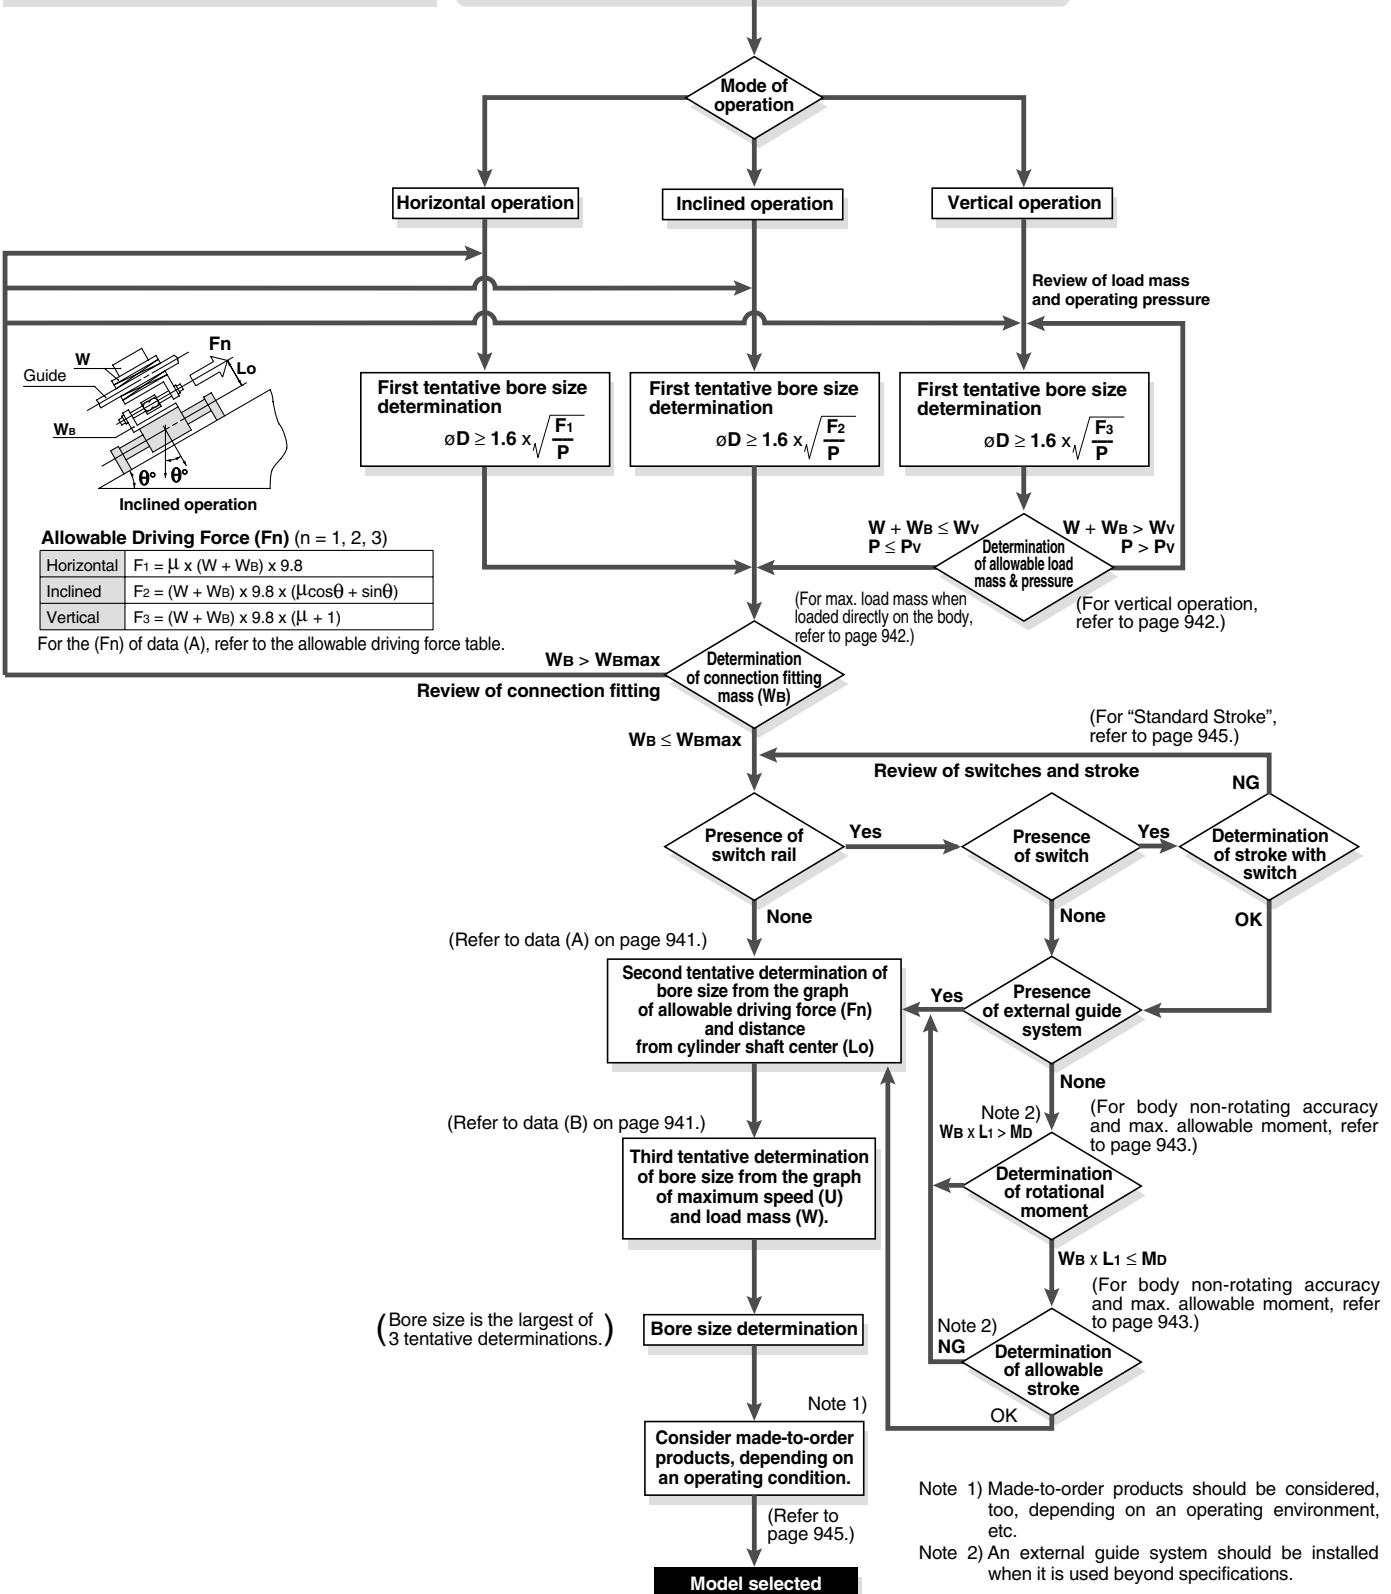 Mode of
operation
Horizontal operation
Inclined operation
Vertical operation
Review of load mass
and operating pressure
W
Guide
Fn
Lo
WB
θ°
θ°
Inclined operation
First tentative bore size
determination
øD ≥ 1.6 x √F1/P
First tentative bore size
determination
øD ≥ 1.6 x √F2/P
First tentative bore size
determination
øD ≥ 1.6 x √F3/P
Allowable Driving Force (Fn) (n = 1, 2, 3)
Horizontal F1 = μ x (W + WB) x 9.8
Inclined F2 = (W + WB) x 9.8 x (μcosθ + sinθ)
Vertical F3 = (W + WB) x 9.8 x (μ + 1)
For the (Fn) of data (A), refer to the allowable driving force table.
W + WB ≤ WV
P ≤ PV
Determination
of allowable load
mass & pressure
W + WB > WV
P > PV
(For max. load mass when
loaded directly on the body,
refer to page 942.)
(For vertical operation,
refer to page 942.)
WB > WBmax
Review of connection fitting
Determination
of connection fitting
mass (WB)
WB ≤ WBmax
(For “Standard Stroke”,
refer to page 945.)
Review of switches and stroke
NG
Presence of
switch rail
Yes
Presence
of switch
Yes
Determination
of stroke with
switch
None
None
OK
(Refer to data (A) on page 941.)
Second tentative determination of
bore size from the graph
of allowable driving force (Fn)
and distance
from cylinder shaft center (Lo)
Yes
Presence
of external guide
system
None
Note 2)
WB x L1 > MD
(For body non-rotating accuracy
and max. allowable moment, refer
to page 943.)
(Refer to data (B) on page 941.)
Third tentative determination
of bore size from the graph
of maximum speed (U)
and load mass (W).
Determination
of rotational
moment
WB x L1 ≤ MD
(For body non-rotating accuracy
and max. allowable moment, refer
to page 943.)
(Bore size is the largest of
3 tentative determinations.)
Bore size determination
Note 2)
NG
Determination
of allowable
stroke
OK
Note 1)
Consider made-to-order
products, depending on
an operating condition.
(Refer to
page 945.)
Model selected
Note 1) Made-to-order products should be considered,
too, depending on an operating environment,
etc.
Note 2) An external guide system should be installed
when it is used beyond specifications.